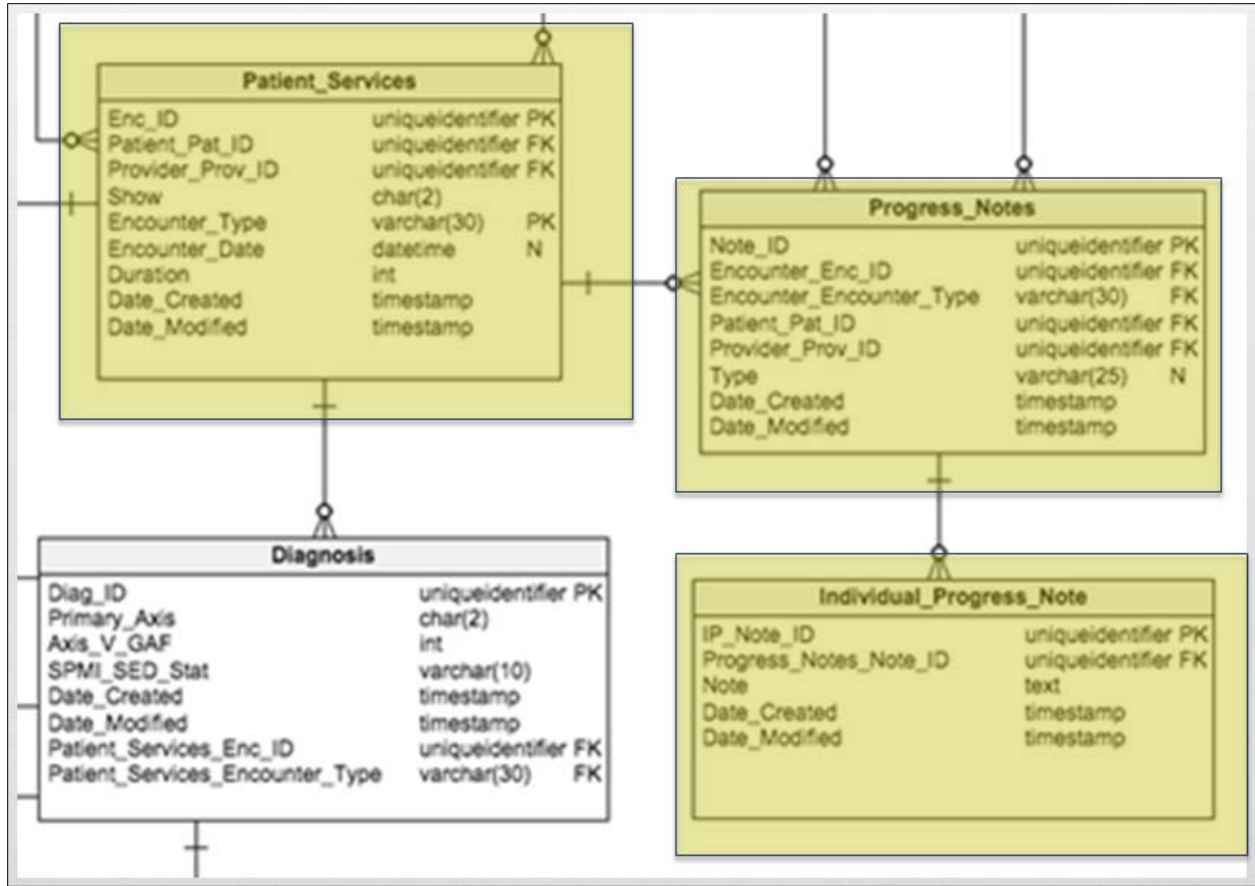 Patient_Services
Enc_ID uniqueidentifier PK
Patient_Pat_ID uniqueidentifier FK
Provider_Prov_ID uniqueidentifier FK
Show char(2)
Encounter_Type varchar(30) PK
Encounter_Date datetime N
Duration int
Date_Created timestamp
Date_Modified timestamp
Progress_Notes
Note_ID uniqueidentifier PK
Encounter_Enc_ID uniqueidentifier FK
Encounter_Encounter_Type varchar(30) FK
Patient_Pat_ID uniqueidentifier FK
Provider_Prov_ID uniqueidentifier FK
Type varchar(25) N
Date_Created timestamp
Date_Modified timestamp
Diagnosis
Diag_ID uniqueidentifier PK
Primary_Axis char(2)
Axis_V_GAF int
SPMI_SED_Stat varchar(10)
Date_Created timestamp
Date_Modified timestamp
Patient_Services_Enc_ID uniqueidentifier FK
Patient_Services_Encounter_Type varchar(30) FK
Individual_Progress_Note
IP_Note_ID uniqueidentifier PK
Progress_Notes_Note_ID uniqueidentifier FK
Note text
Date_Created timestamp
Date_Modified timestamp